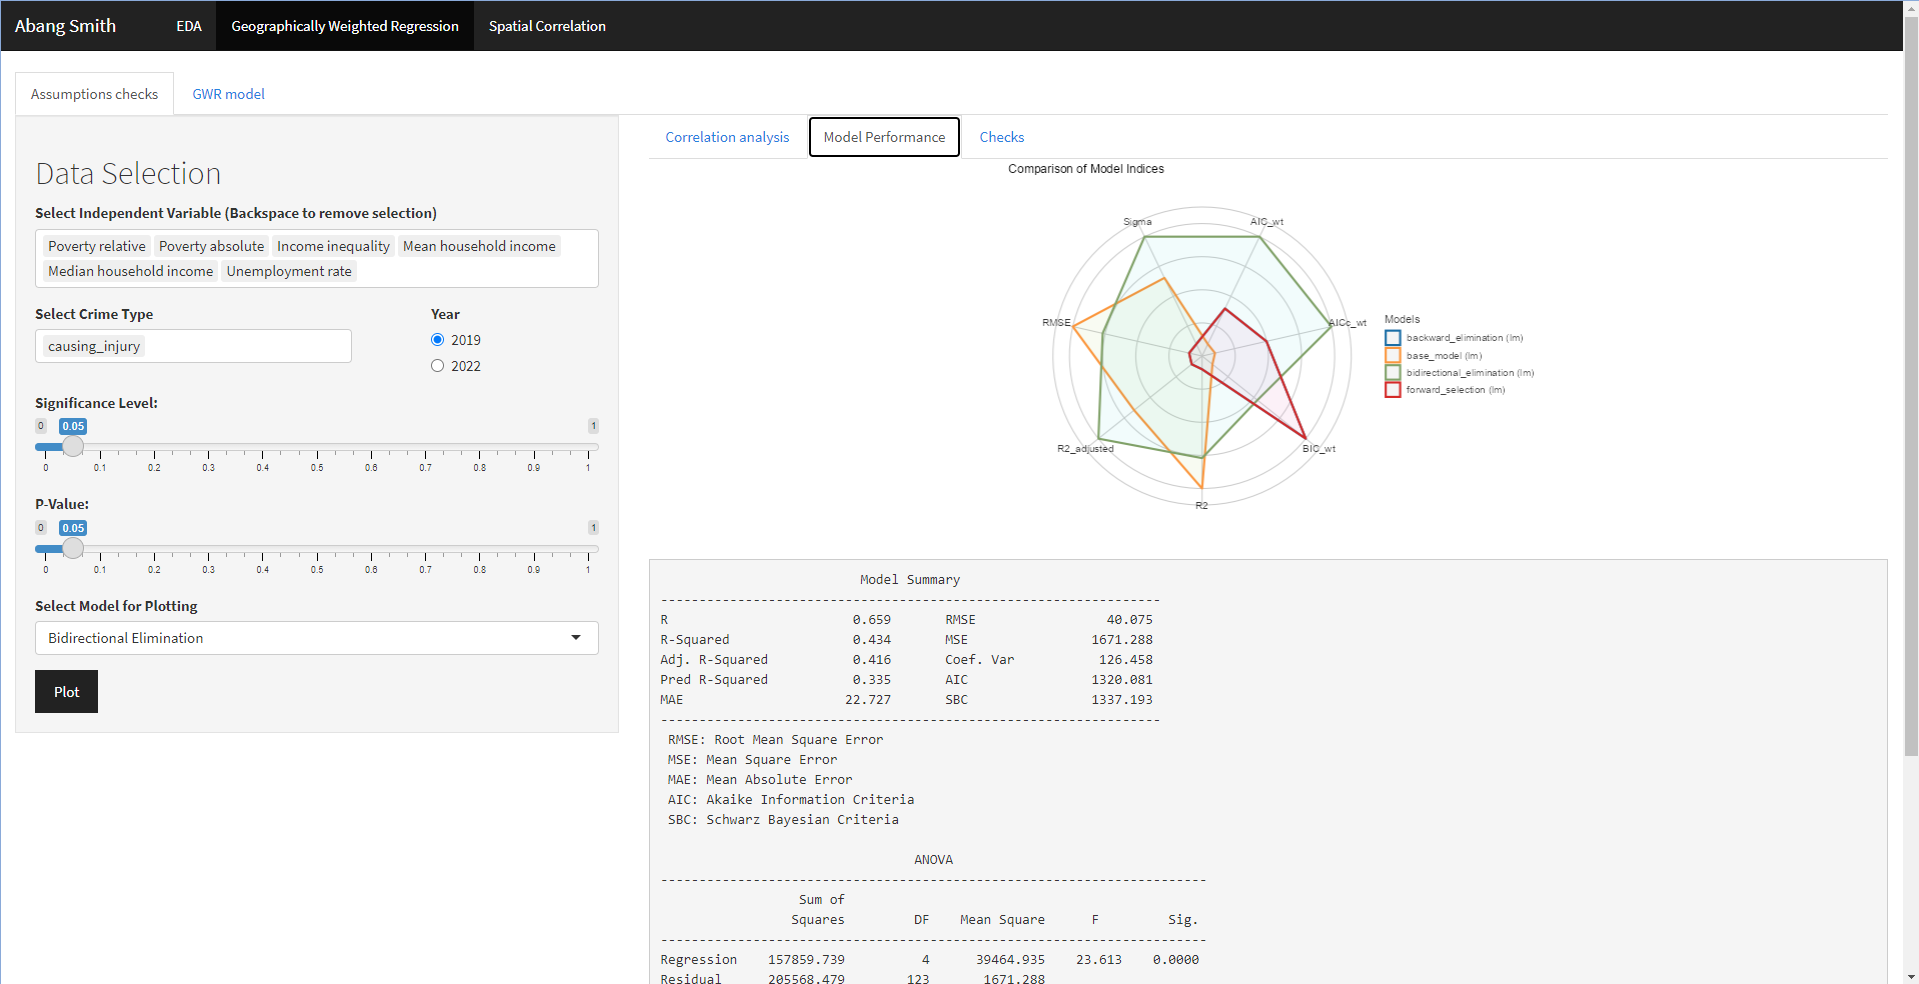 Abang Smith EDA Geographically Weighted Regression Spatial Correlation
Assumptions checks GWR model
Data Selection
Select Independent Variable (Backspace to remove selection)
Poverty relative Poverty absolute Income inequality Mean household income
Median household income Unemployment rate
Select Crime Type
causing_injury
Year
2019
2022
Significance Level:
0 0.05 1
0 0.1 0.2 0.3 0.4 0.5 0.6 0.7 0.8 0.9 1
P-Value:
0 0.05 1
0 0.1 0.2 0.3 0.4 0.5 0.6 0.7 0.8 0.9 1
Select Model for Plotting
Bidirectional Elimination
Plot
Correlation analysis Model Performance Checks
Comparison of Model Indices
Sigma AIC_wt
RMSE AICc_wt
R2_adjusted BIC_wt
R2
Models
backward_elimination (lm)
base_model (lm)
bidirectional_elimination (lm)
forward_selection (lm)
Model Summary
-----------------------------------------------------------------
R 0.659 RMSE 40.075
R-Squared 0.434 MSE 1671.288
Adj. R-Squared 0.416 Coef. Var 126.458
Pred R-Squared 0.335 AIC 1320.081
MAE 22.727 SBC 1337.193
-----------------------------------------------------------------
RMSE: Root Mean Square Error
MSE: Mean Square Error
MAE: Mean Absolute Error
AIC: Akaike Information Criteria
SBC: Schwarz Bayesian Criteria
ANOVA
-----------------------------------------------------------------------
Sum of
Squares DF Mean Square F Sig.
-----------------------------------------------------------------------
Regression 157859.739 4 39464.935 23.613 0.0000
Residual 205568.479 123 1671.288